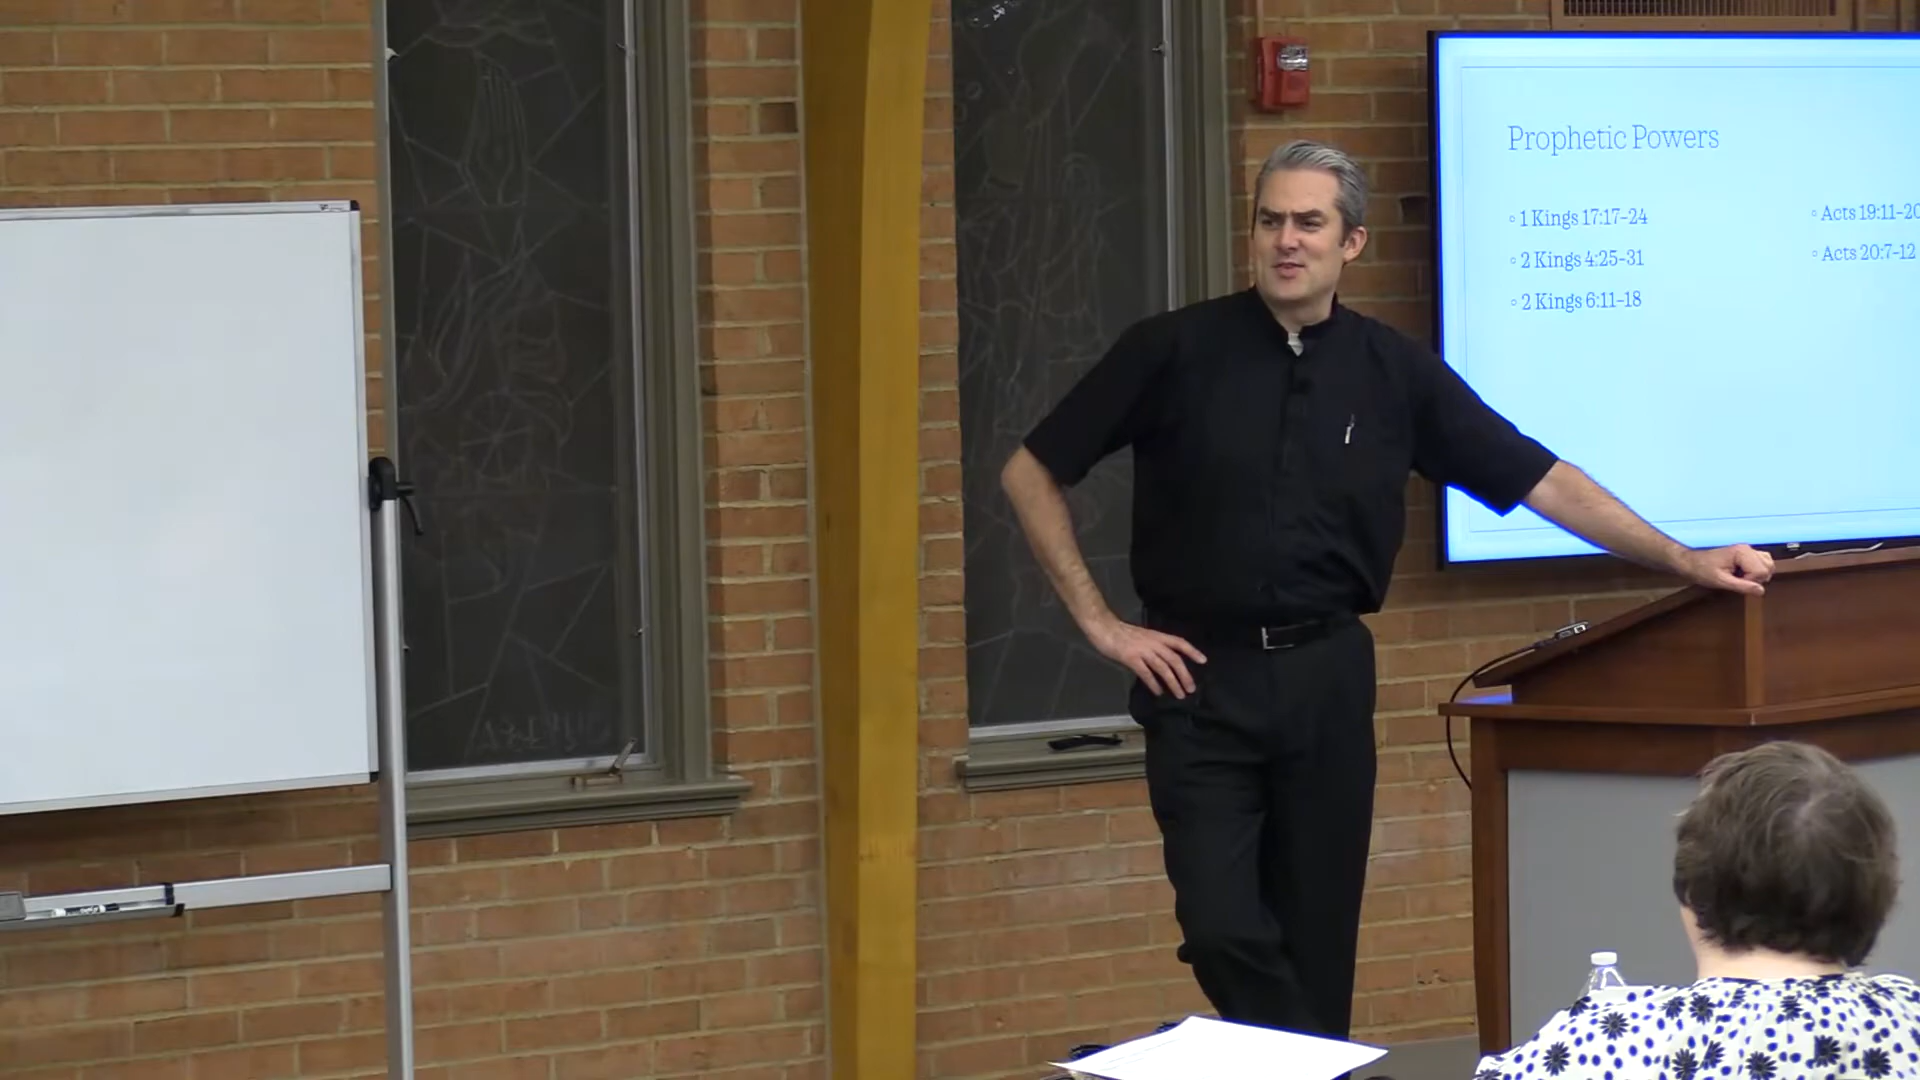 Prophetic Powers
◦ 1 Kings 17:17-24
◦ 2 Kings 4:25-31
◦ 2 Kings 6:11-18
◦ Acts 19:11-20
◦ Acts 20:7-12